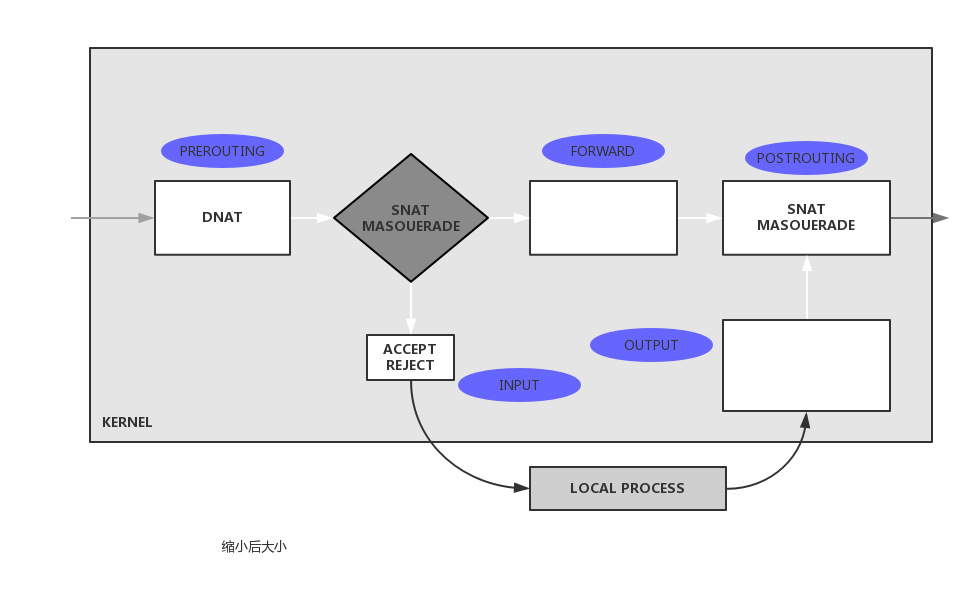 PREROUTING
FORWARD
POSTROUTING
DNAT
SNAT
MASOUERADE
SNAT
MASOUERADE
ACCEPT
REJECT
OUTPUT
INPUT
KERNEL
LOCAL PROCESS
缩小后大小